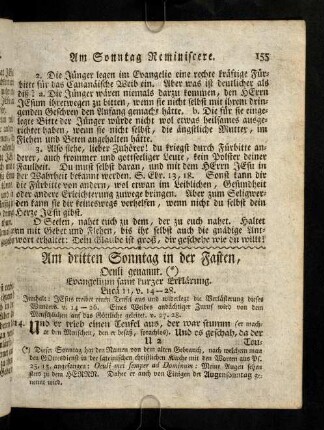 Am Sonntag Reminiscere. 155
2. Die Jünger legen im Evangelio eine rechte kräftige Für-
bitte für das Cananäische Weib ein. Aber was ist deutlicher als
diß? a. Die Jünger wären niemals darzu kommen, den HErrn
JEsum ihretwegen zu bitten, wenn sie nicht selbst mit ihrem drin-
genden Geschrey den Anfang gemacht hätte. b. Die für sie einge-
legte Bitte der Jünger würde nicht wol etwas heilsames ausge-
richtet haben, wenn sie nicht selbst, die ängstliche Mutter, im
Flehen und Beten angehalten hätte.
3. Also siehe, lieber Zuhörer! du kriegst durch Fürbitte an-
derer, auch frommer und gottseeliger Leute, kein Polster deiner
Faulheit. Du must selbst daran, und mit dem HErrn JEsu in
der Wahrheit bekannt werden. S. Ebr. 13, 18. Sonst kann dir
die Fürbitte von andern, wol etwan im Leiblichen, Gesundheit
oder andere Erleichterung zuwege bringen. Aber zum Seligwer-
den kann sie dir keineswegs verhelfen, wenn nicht du selbst dein
Herze JEsu gibst.
O Seelen, nahet euch zu dem, der zu euch nahet. Haltet
an mit Gebet und Flehen, bis ihr selbst auch die gnädige Ant-
wort erhaltet: Dein Glaube ist groß, dir geschehe wie du willt!
Am dritten Sonntag in der Fasten,
Oculi genannt. (*)
Evangelium samt kurzer Erklärung.
Lucä 11, v. 14-28.
Innhalt: JEsus treibet einen Teufel aus und widerlegt die Verlästerung dieses
Wunders. v. 14-26. Eines Weibes andächtiger Zuruf wird von dem
Menschlichen auf das Göttliche geleitet. v. 27. 28.
14. Und er trieb einen Teufel aus, der war stumm (er mach-
te den Menschen, den er besaß, sprachlos). Und es geschah, da der
U 2 Teu-
(*) Dieser Sonntag hat den Namen von dem alten Gebrauch, nach welchem man
den GOttesdienst in der lateinischen christlichen Kirche mit den Worten aus Ps.
25, 15. angefangen: Oculi mei semper ad Dominum: Meine Augen sehen
stets zu dem HERRN. Daher er auch von Einigen der Augensonntag ge-
nennet wird.